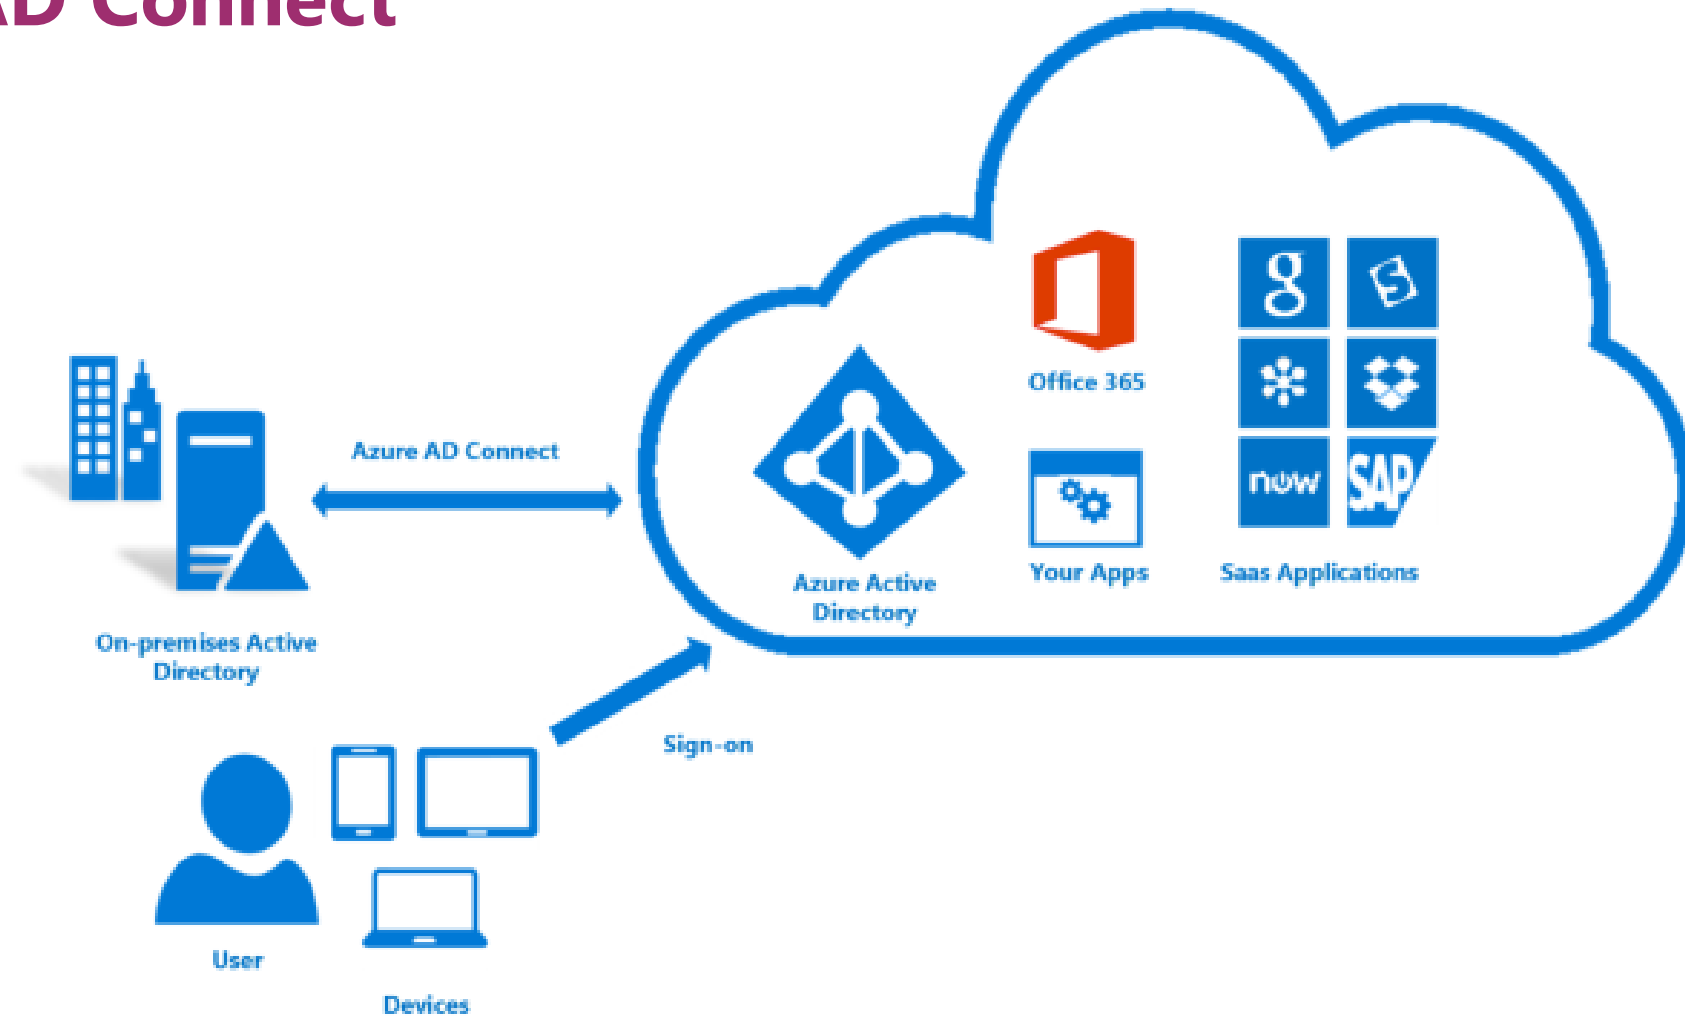 AD Connect
Office 365
Azure AD Connect
now
SAP
Azure Active
Directory
Your Apps
Saas Applications
On-premises Active
Directory
Sign-on
User
Devices